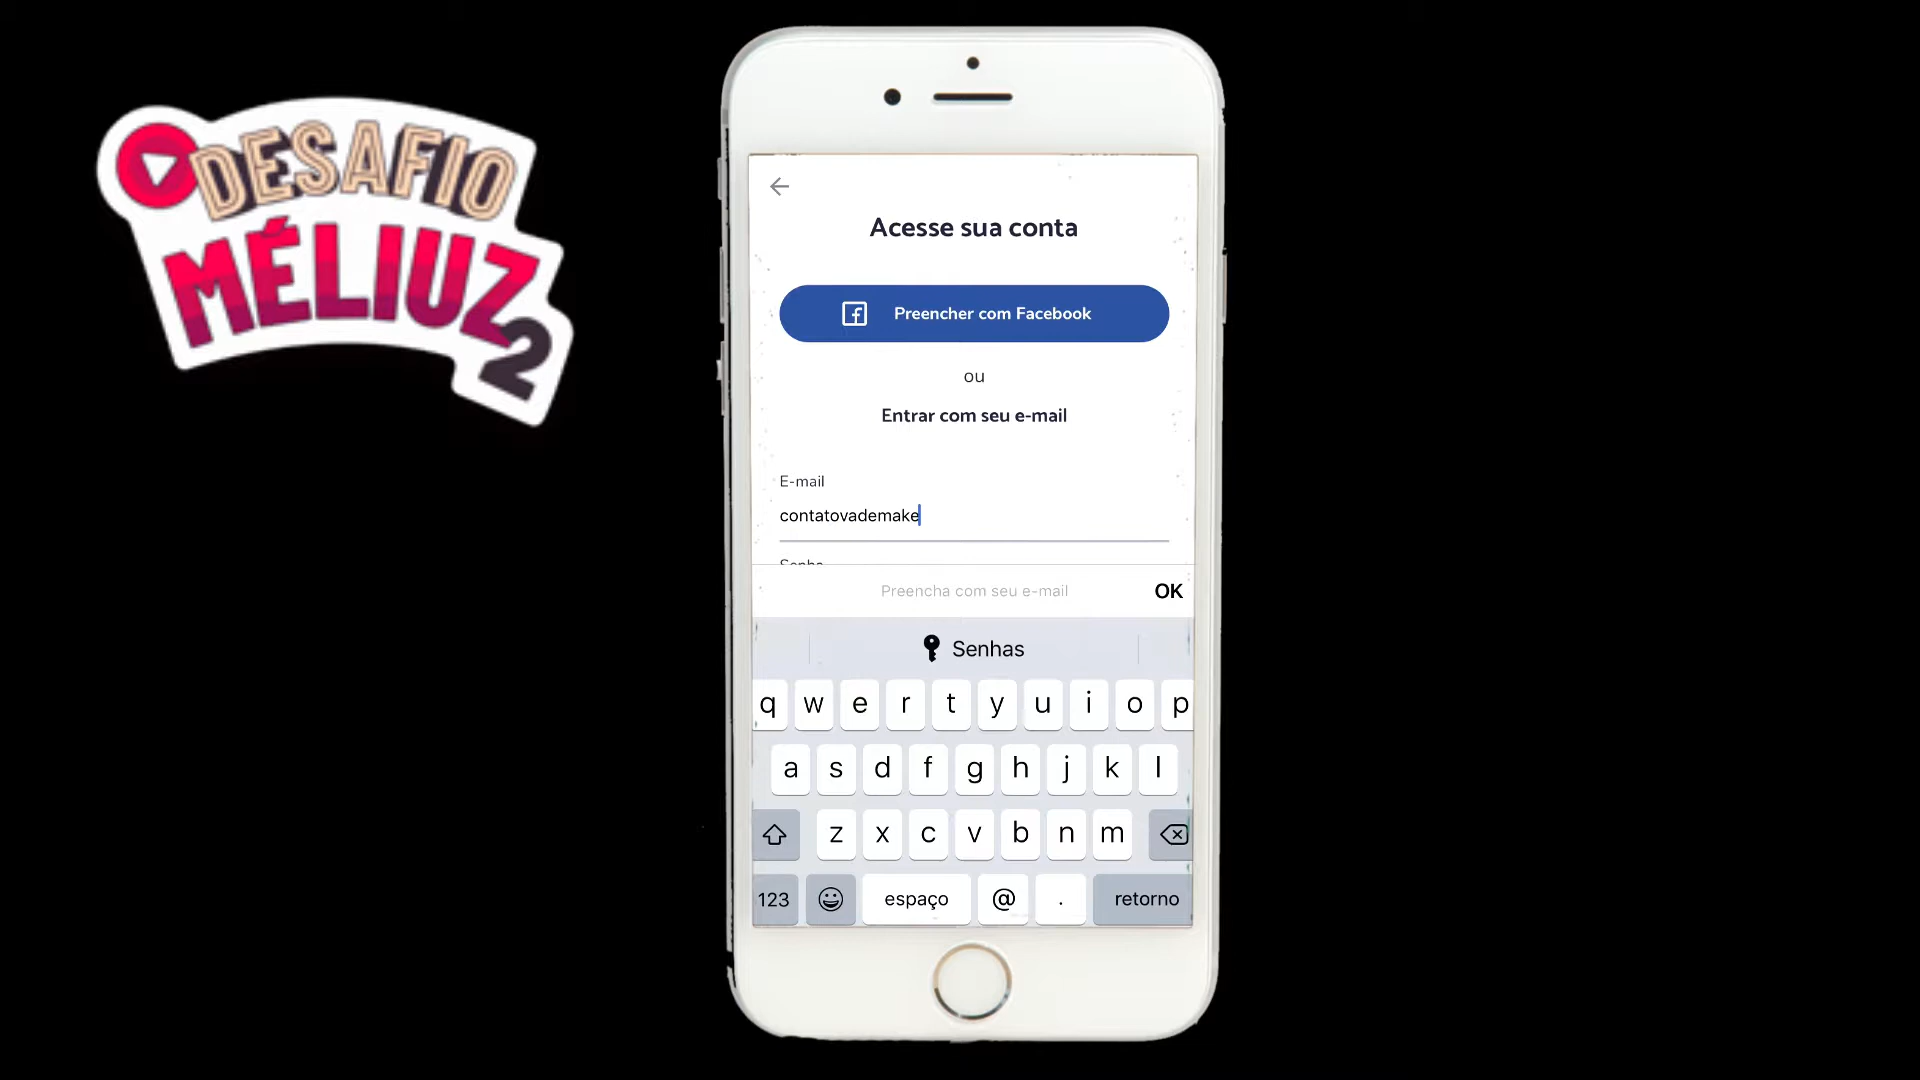 DESAFIO
MÉLIUZ
2
Acesse sua conta
Preencher com Facebook
ou
Entrar com seu e-mail
E-mail
contatovademake
Senha
Preencha com seu e-mail
OK
Senhas
q w e r t y u i o p
a s d f g h j k l
z x c v b n m
123
espaço
@
.
retorno